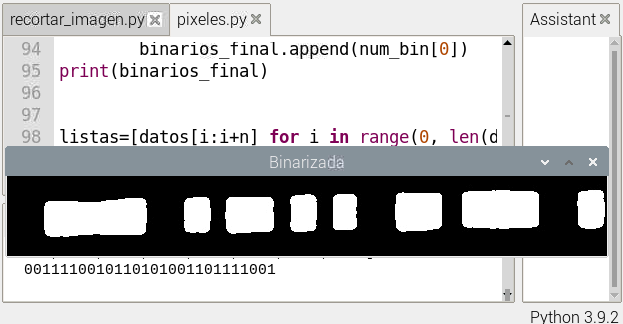 recortar_imagen.py pixeles.py Assistant
94 binarios_final.append(num_bin[0])
95 print(binarios_final)
96
97
98 listas=[datos[i:i+n] for i in range(0, len(d
Binarizada
0011110010110101001101111001
Python 3.9.2